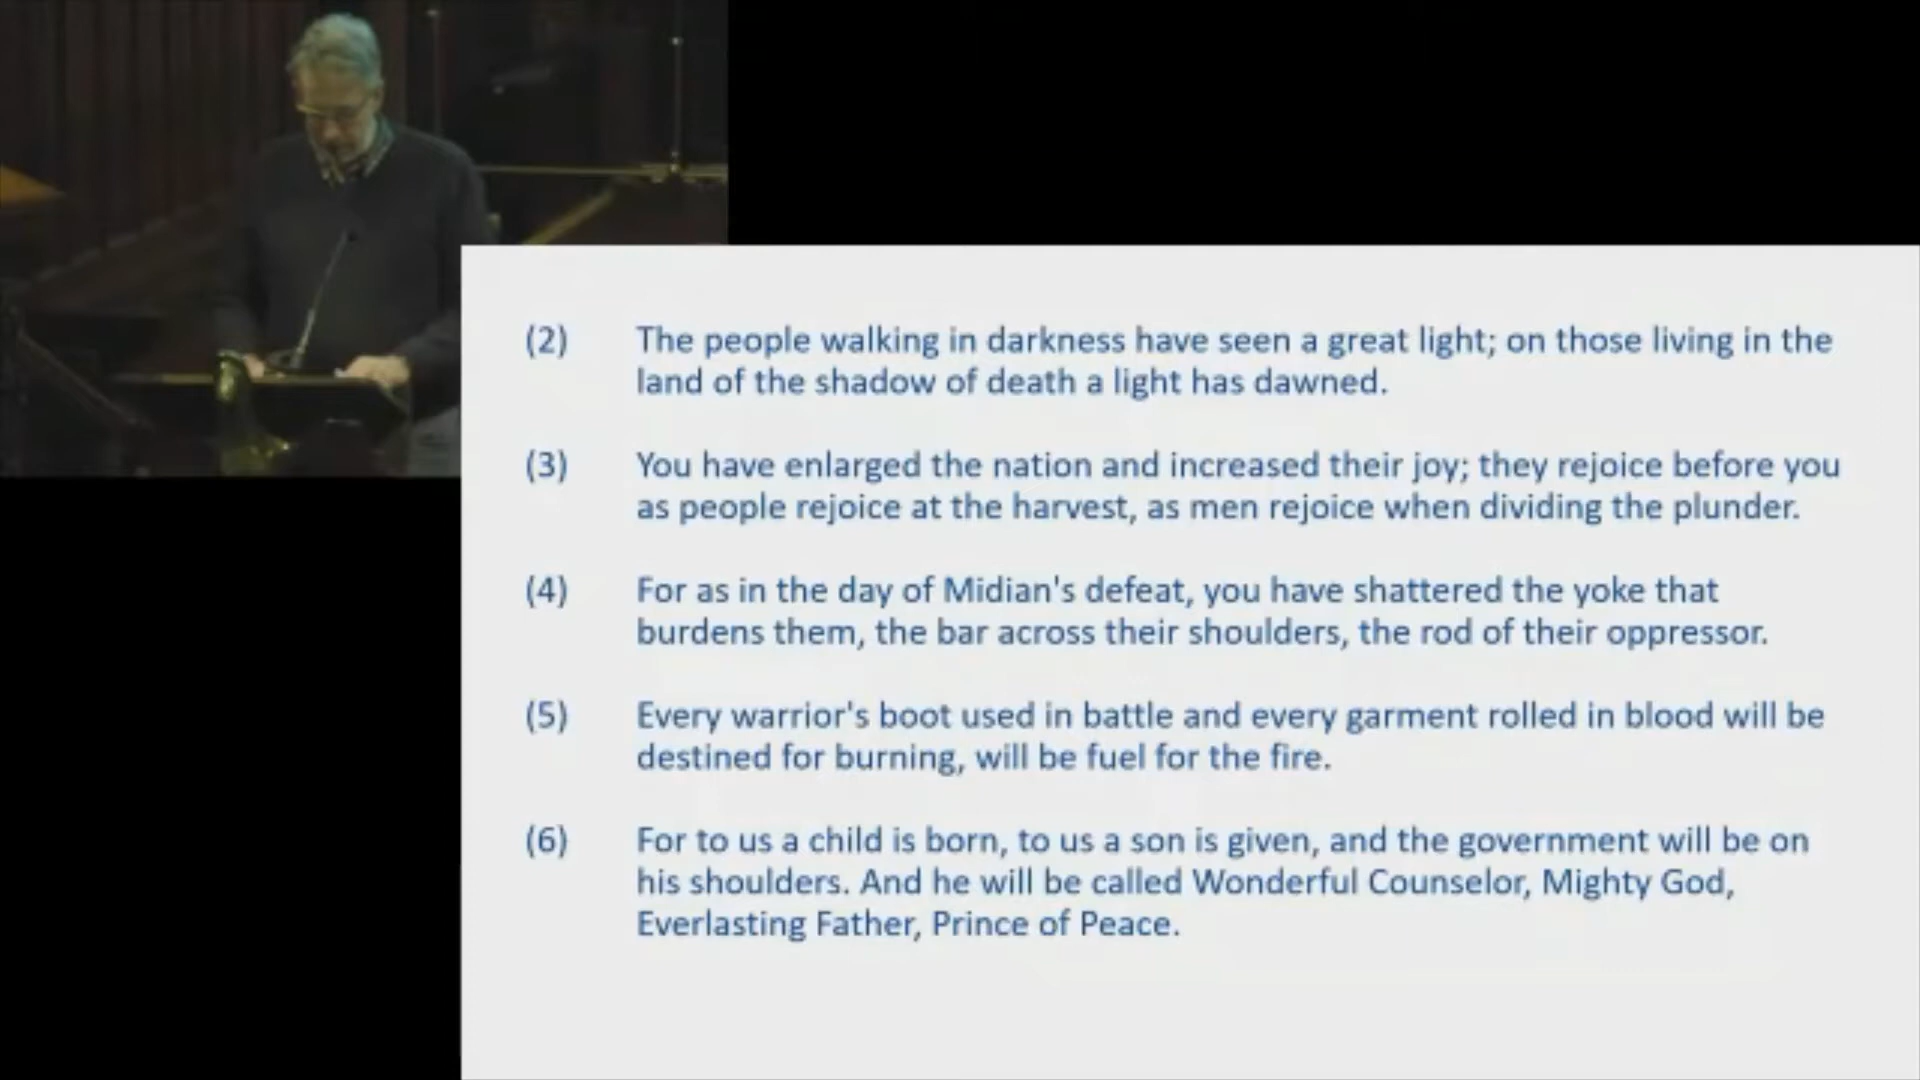 (2) The people walking in darkness have seen a great light; on those living in the
land of the shadow of death a light has dawned.
(3) You have enlarged the nation and increased their joy; they rejoice before you
as people rejoice at the harvest, as men rejoice when dividing the plunder.
(4) For as in the day of Midian's defeat, you have shattered the yoke that
burdens them, the bar across their shoulders, the rod of their oppressor.
(5) Every warrior's boot used in battle and every garment rolled in blood will be
destined for burning, will be fuel for the fire.
(6) For to us a child is born, to us a son is given, and the government will be on
his shoulders. And he will be called Wonderful Counselor, Mighty God,
Everlasting Father, Prince of Peace.